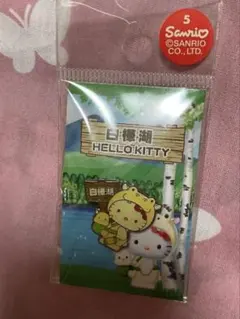 5
Sanrio
©SANRIO
CO., LTD.
白樺湖
HELLO KITTY
白樺湖